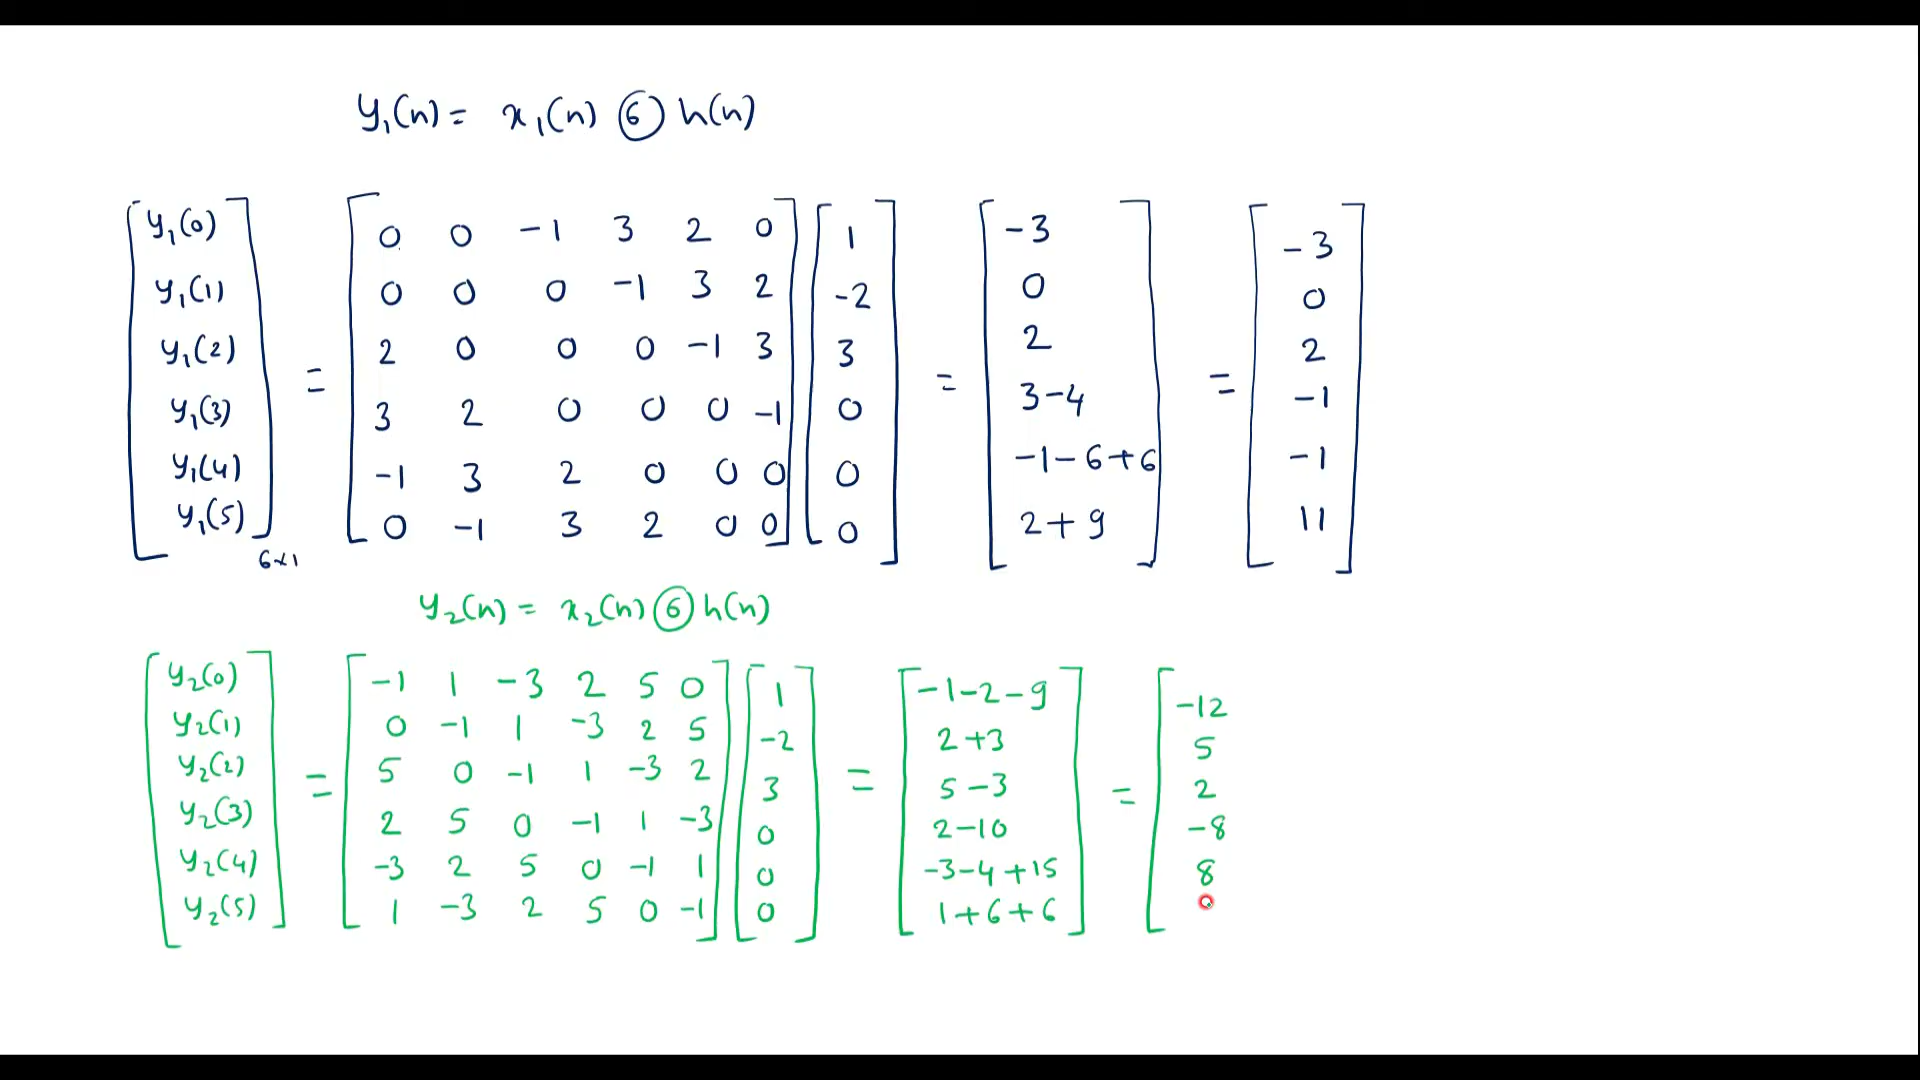 y₁(n) = x₁(n) ⑥ h(n)
y₁(0) 0 0 -1 3 2 0 1 -3 -3
y₁(1) 0 0 0 -1 3 2 -2 0 0
y₁(2) 2 0 0 0 -1 3 3 2 2
= = =
y₁(3) 3 2 0 0 0 -1 0 3-4 -1
y₁(4) -1 3 2 0 0 0 0 -1-6+6 -1
y₁(5) 0 -1 3 2 0 0 0 2+9 11
6x1
y₂(n) = x₂(n) ⑥ h(n)
y₂(0) -1 1 -3 2 5 0 1 -1-2-9 -12
y₂(1) 0 -1 1 -3 2 5 -2 2+3 5
y₂(2) = 5 0 -1 1 -3 2 3 = 5-3 = 2
y₂(3) 2 5 0 -1 1 -3 0 2-10 -8
y₂(4) -3 2 5 0 -1 1 0 -3-4+15 8
y₂(5) 1 -3 2 5 0 -1 0 1+6+6